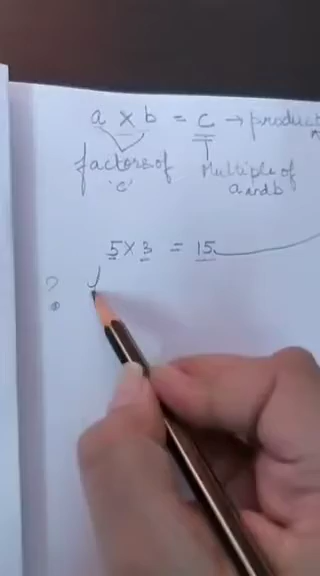 a x b = c → product
factors of 'c'
Multiple of
a and b
5 x 3 = 15
?